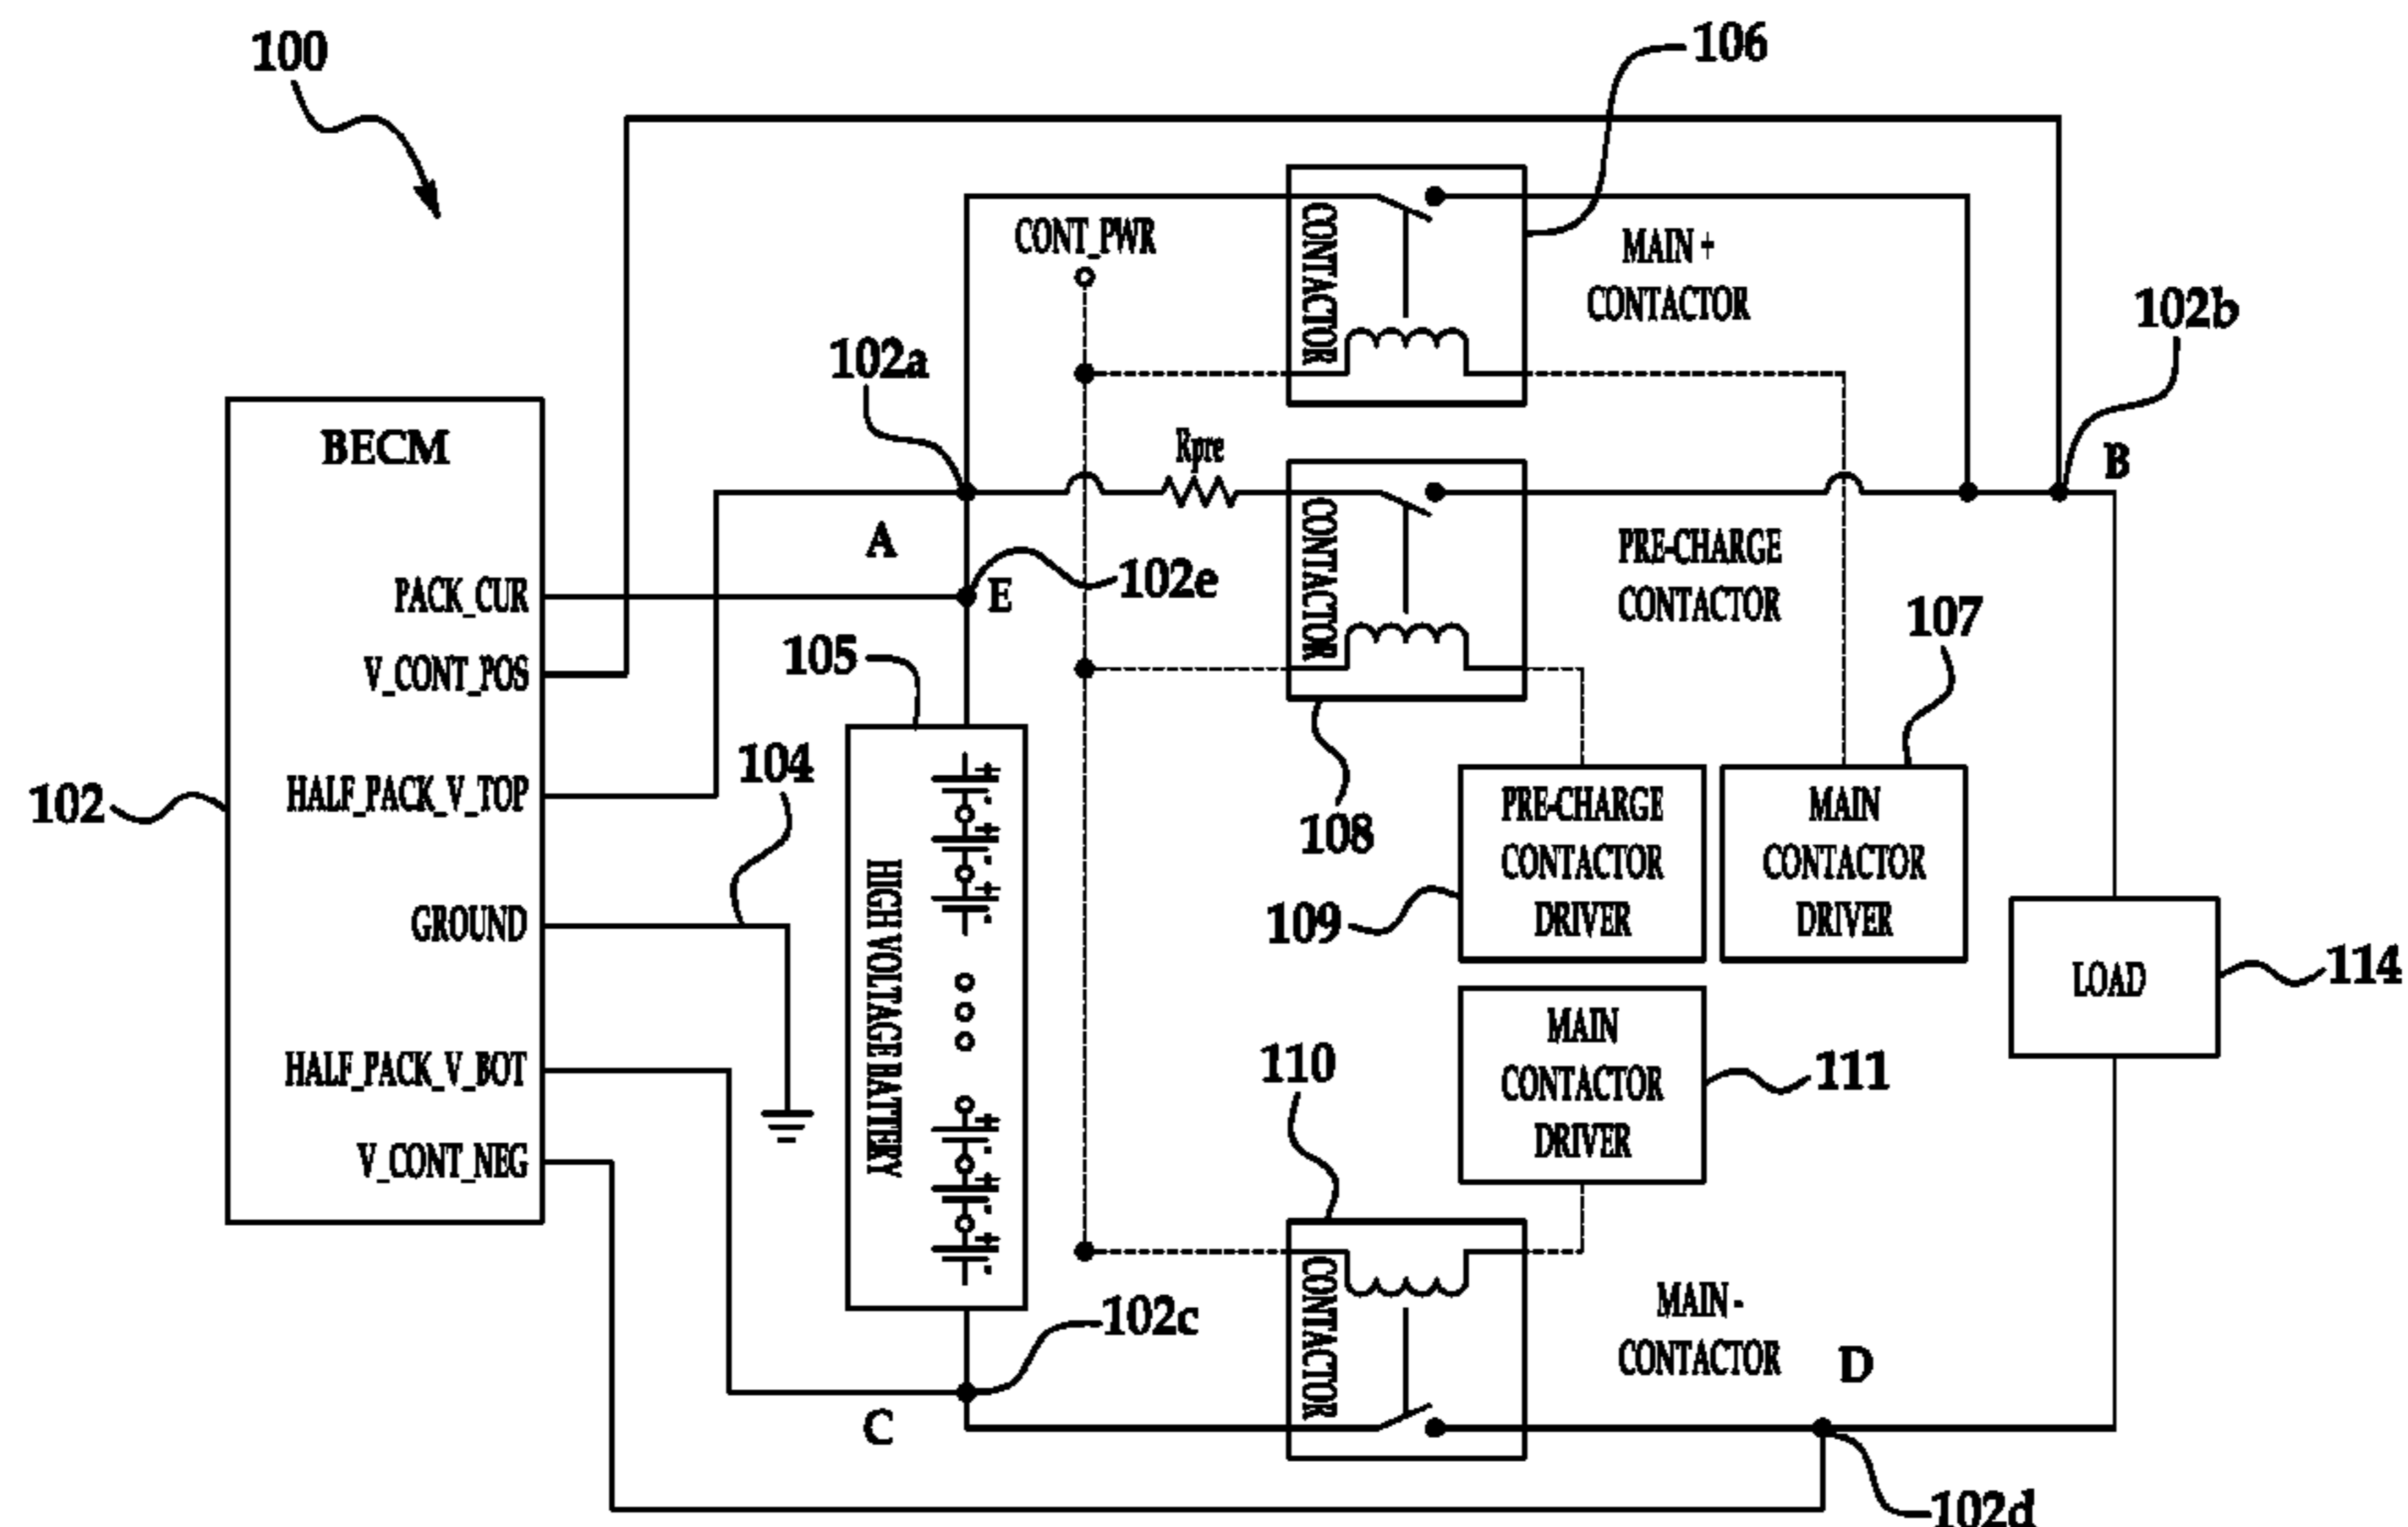 100
106
CONT_PWR
CONTACTOR
MAIN +
CONTACTOR
102b
102a
BECM
Rpre
B
A
CONTACTOR
PRE-CHARGE
CONTACTOR
PACK_CUR
E
102e
107
V_CONT_POS
105
104
HALF_PACK_V_TOP
102
108
PRE-CHARGE
CONTACTOR
DRIVER
MAIN
CONTACTOR
DRIVER
109
GROUND
HIGH VOLTAGE BATTERY
LOAD
114
MAIN
CONTACTOR
DRIVER
111
110
HALF_PACK_V_BOT
V_CONT_NEG
CONTACTOR
MAIN -
CONTACTOR
102c
C
D
102d